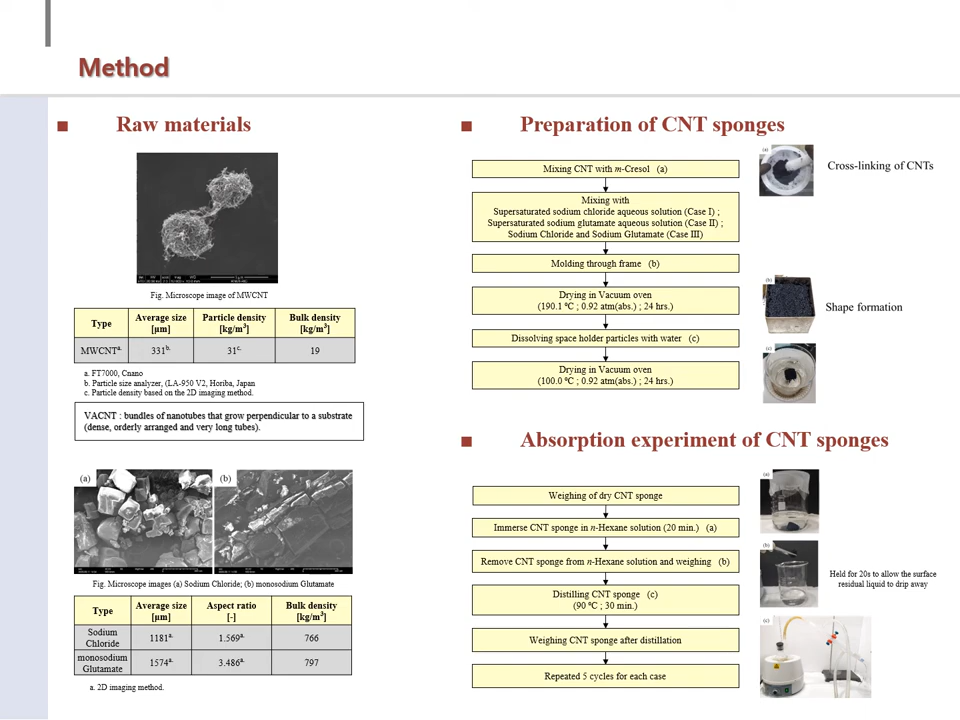 Method
■ Raw materials
Fig. Microscope image of MWCNT
Type Average size [μm] Particle density [kg/m³] Bulk density [kg/m³]
MWCNTᵃ· 331ᵇ· 31ᶜ· 19
a. FT7000, Cnano
b. Particle size analyzer, (LA-950 V2, Horiba, Japan
c. Particle density based on the 2D imaging method.
VACNT : bundles of nanotubes that grow perpendicular to a substrate
(dense, orderly arranged and very long tubes).
(a) (b)
Fig. Microscope images (a) Sodium Chloride; (b) monosodium Glutamate
Type Average size [μm] Aspect ratio [-] Bulk density [kg/m³]
Sodium Chloride 1181ᵃ· 1.569ᵃ· 766
monosodium Glutamate 1574ᵃ· 3.486ᵃ· 797
a. 2D imaging method.
■ Preparation of CNT sponges
Mixing CNT with m-Cresol (a)
Mixing with
Supersaturated sodium chloride aqueous solution (Case I) ;
Supersaturated sodium glutamate aqueous solution (Case II) ;
Sodium Chloride and Sodium Glutamate (Case III)
Molding through frame (b)
Drying in Vacuum oven
(190.1 ℃ ; 0.92 atm(abs.) ; 24 hrs.)
Dissolving space holder particles with water (c)
Drying in Vacuum oven
(100.0 ℃ ; 0.92 atm(abs.) ; 24 hrs.)
(a)
Cross-linking of CNTs
(b)
Shape formation
(c)
■ Absorption experiment of CNT sponges
Weighing of dry CNT sponge
Immerse CNT sponge in n-Hexane solution (20 min.) (a)
Remove CNT sponge from n-Hexane solution and weighing (b)
Distilling CNT sponge (c)
(90 ℃ ; 30 min.)
Weighing CNT sponge after distillation
Repeated 5 cycles for each case
(a)
(b)
Held for 20s to allow the surface
residual liquid to drip away
(c)